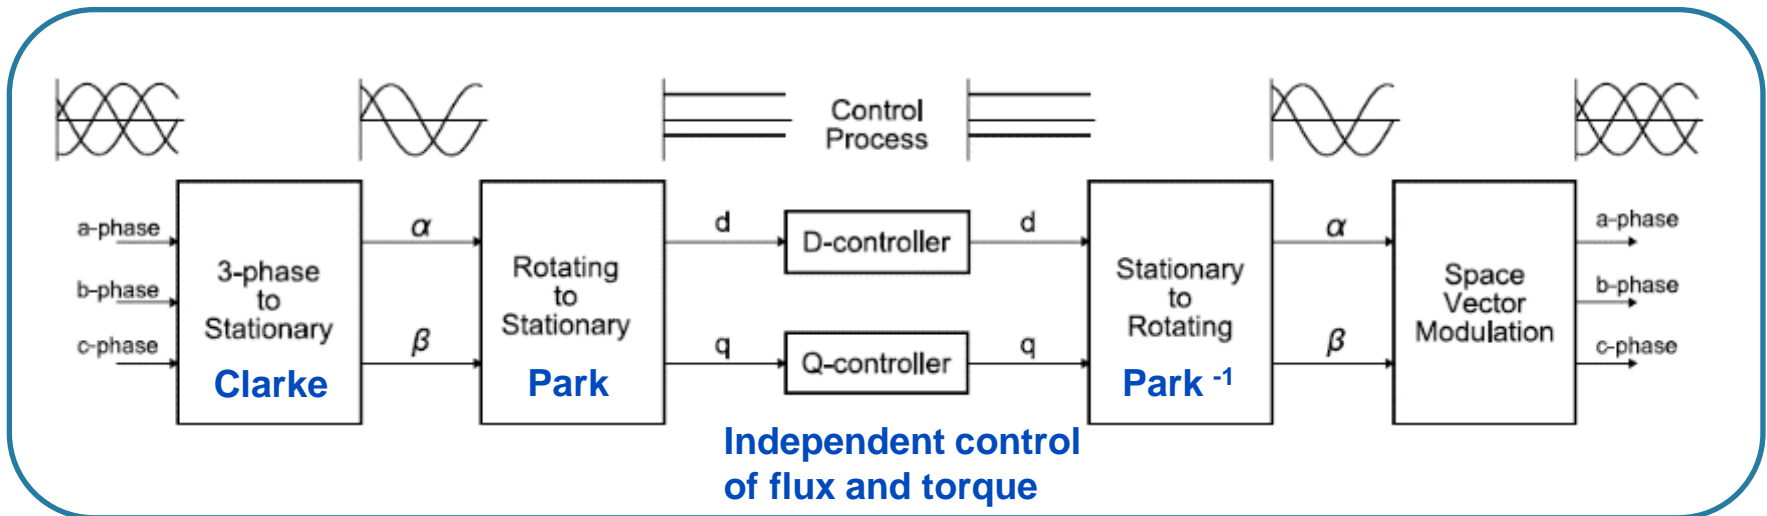 Control
Process
a-phase
b-phase
c-phase
3-phase
to
Stationary
Clarke
α
β
Rotating
to
Stationary
Park
d
q
D-controller
Q-controller
d
q
Stationary
to
Rotating
Park -1
α
β
Space
Vector
Modulation
a-phase
b-phase
c-phase
Independent control
of flux and torque